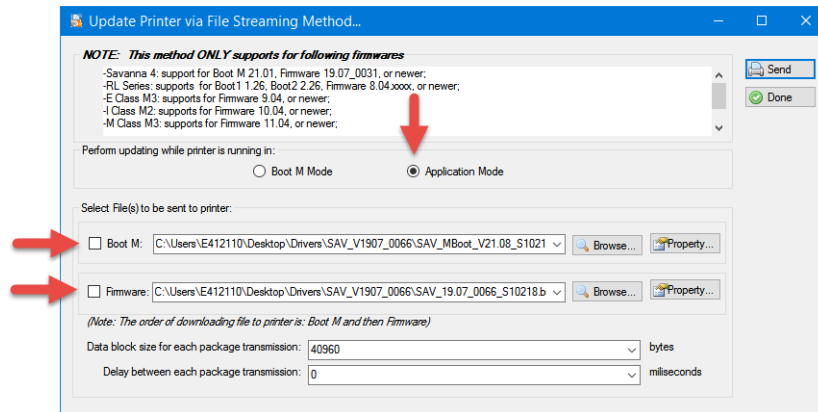 Update Printer via File Streaming Method...
NOTE: This method ONLY supports for following firmwares
-Savanna 4: support for Boot M 21.01, Firmware 19.07_0031, or newer;
-RL Series: supports for Boot1 1.26, Boot2 2.26, Firmware 8.04.xxxx, or newer;
-E Class M3: supports for Firmware 9.04, or newer;
-I Class M2: supports for Firmware 10.04, or newer;
-M Class M3: supports for Firmware 11.04, or newer;
Send
Done
Perform updating while printer is running in:
Boot M Mode
Application Mode
Select File(s) to be sent to printer:
Boot M: C:\Users\E412110\Desktop\Drivers\SAV_V1907_0066\SAV_MBoot_V21.08_S1021 Browse... Property...
Firmware: C:\Users\E412110\Desktop\Drivers\SAV_V1907_0066\SAV_19.07_0066_S10218.b Browse... Property...
(Note: The order of downloading file to printer is: Boot M and then Firmware)
Data block size for each package transmission: 40960 bytes
Delay between each package transmission: 0 miliseconds